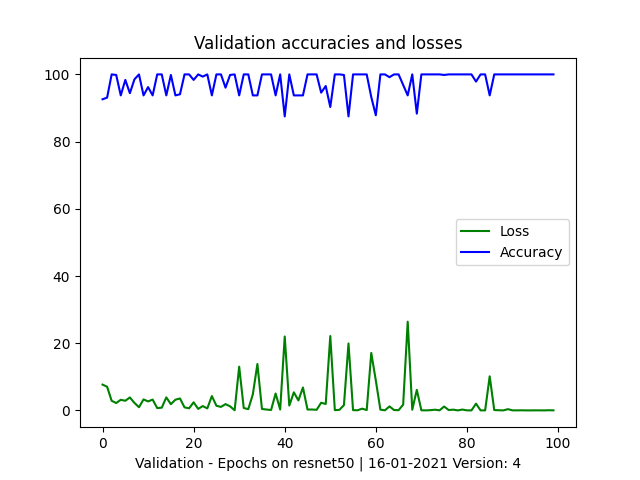 Validation accuracies and losses
100
80
60
40
20
0
Loss
Accuracy
0 20 40 60 80 100
Validation - Epochs on resnet50 | 16-01-2021 Version: 4